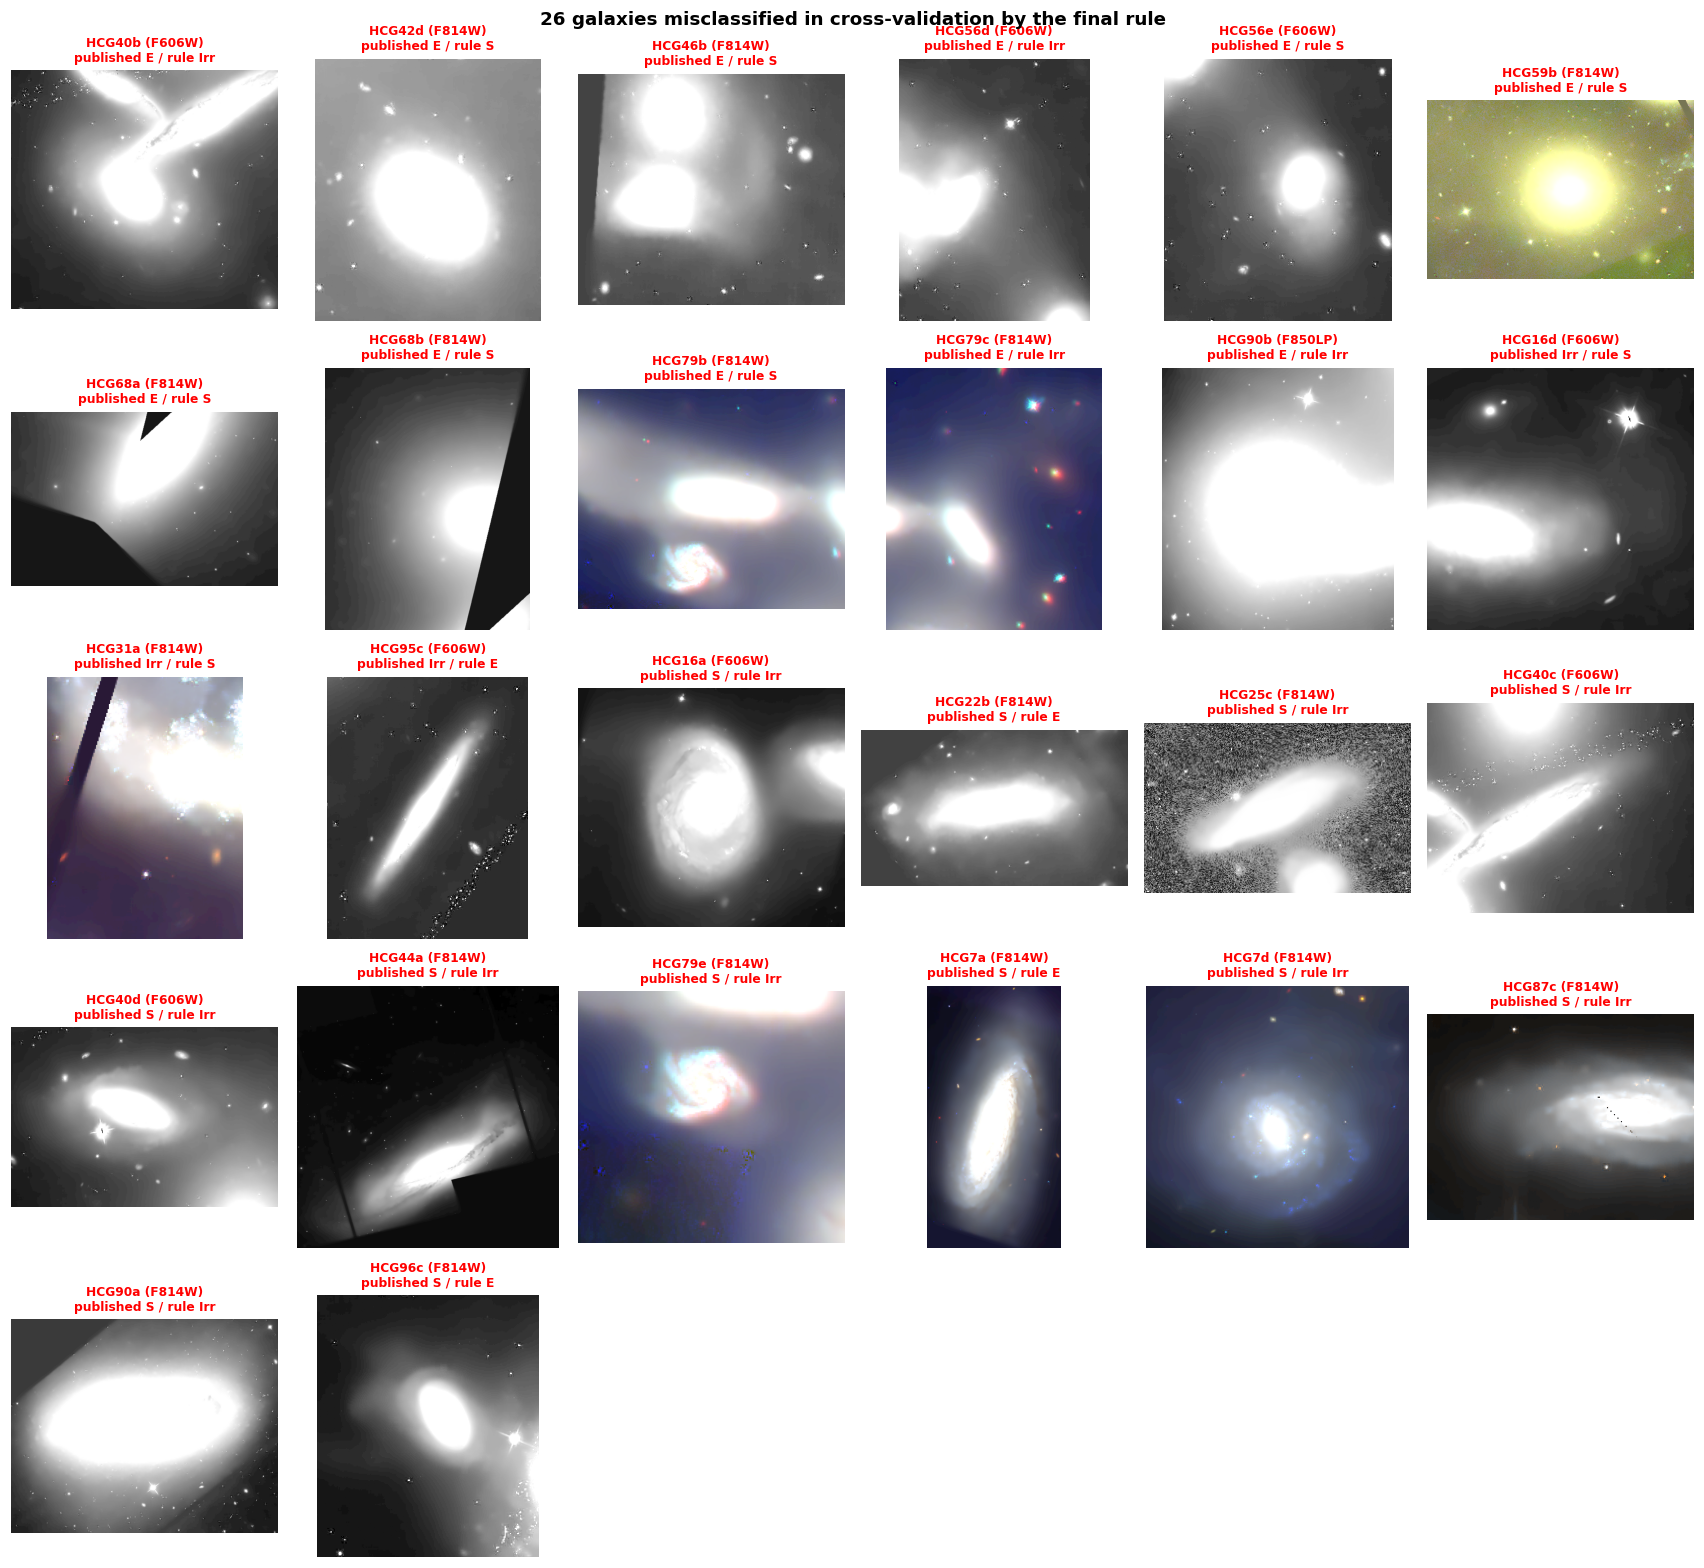 26 galaxies misclassified in cross-validation by the final rule
HCG40b (F606W)
published E / rule Irr
HCG42d (F814W)
published E / rule S
HCG46b (F814W)
published E / rule S
HCG56d (F606W)
published E / rule Irr
HCG56e (F606W)
published E / rule S
HCG59b (F814W)
published E / rule S
HCG68a (F814W)
published E / rule S
HCG68b (F814W)
published E / rule S
HCG79b (F814W)
published E / rule S
HCG79c (F814W)
published E / rule Irr
HCG90b (F850LP)
published E / rule Irr
HCG16d (F606W)
published Irr / rule S
HCG31a (F814W)
published Irr / rule S
HCG95c (F606W)
published Irr / rule E
HCG16a (F606W)
published S / rule Irr
HCG22b (F814W)
published S / rule E
HCG25c (F814W)
published S / rule Irr
HCG40c (F606W)
published S / rule Irr
HCG40d (F606W)
published S / rule Irr
HCG44a (F814W)
published S / rule Irr
HCG79e (F814W)
published S / rule Irr
HCG7a (F814W)
published S / rule E
HCG7d (F814W)
published S / rule Irr
HCG87c (F814W)
published S / rule Irr
HCG90a (F814W)
published S / rule Irr
HCG96c (F814W)
published S / rule E